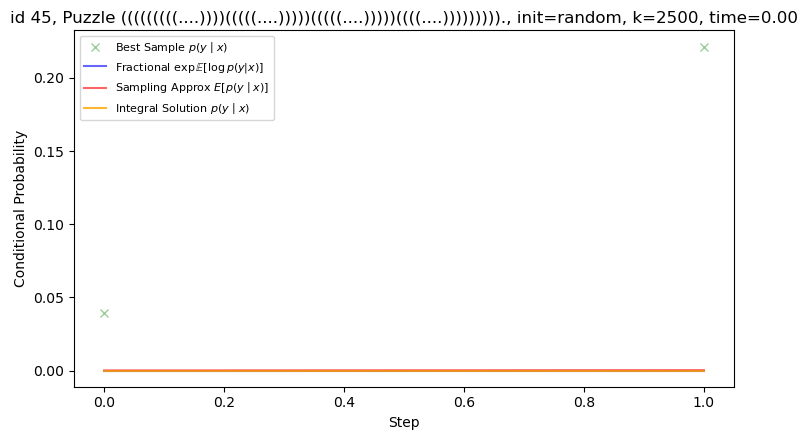 id 45, Puzzle (((((((((....))))(((((....)))))(((((....)))))((((....)))))))))., init=random, k=2500, time=0.00
Best Sample p(y | x)
Fractional exp𝔼[log p(y|x)]
Sampling Approx E[p(y | x)]
Integral Solution p(y | x)
Conditional Probability
0.20
0.15
0.10
0.05
0.00
0.0 0.2 0.4 0.6 0.8 1.0
Step